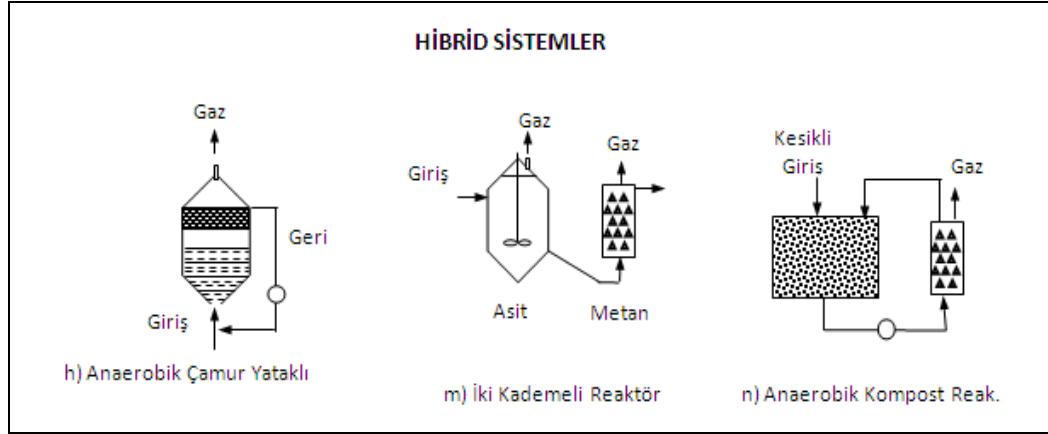 HİBRİD SİSTEMLER
Gaz
Geri
Giriş
h) Anaerobik Çamur Yataklı
Gaz
Giriş
Gaz
Asit
Metan
m) İki Kademeli Reaktör
Kesikli
Giriş
Gaz
n) Anaerobik Kompost Reak.